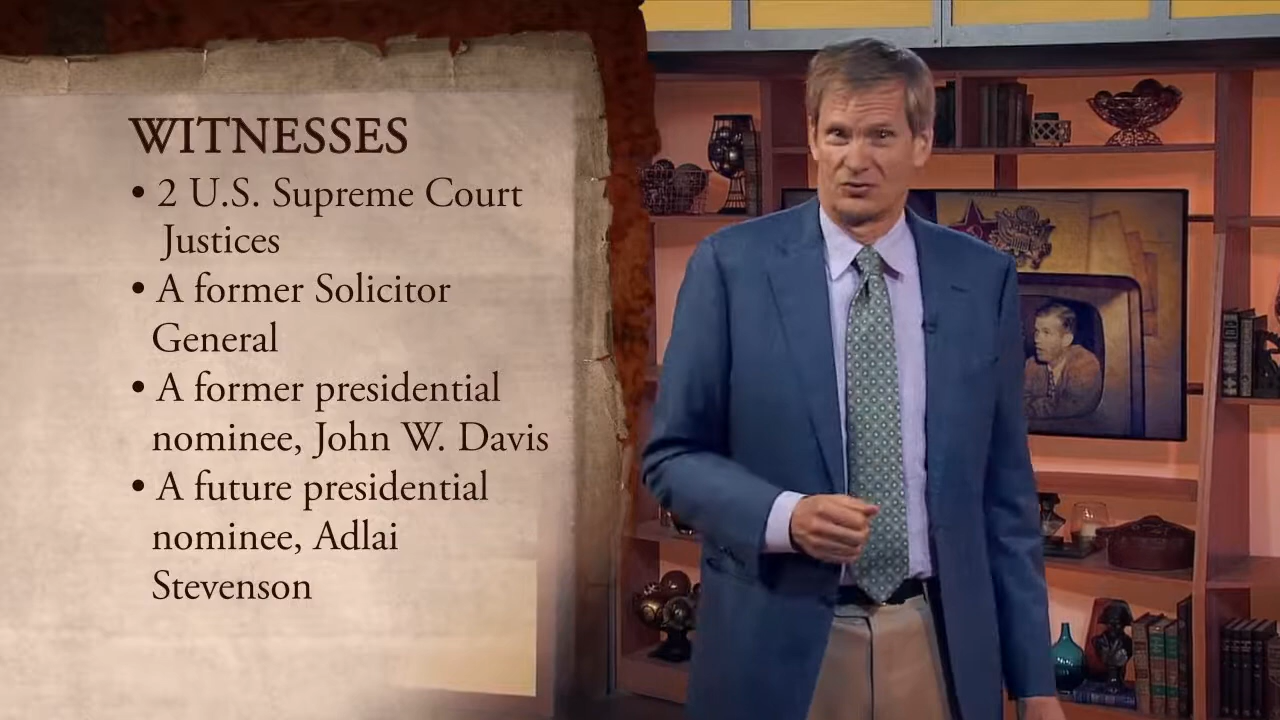 WITNESSES
• 2 U.S. Supreme Court
Justices
• A former Solicitor
General
• A former presidential
nominee, John W. Davis
• A future presidential
nominee, Adlai
Stevenson